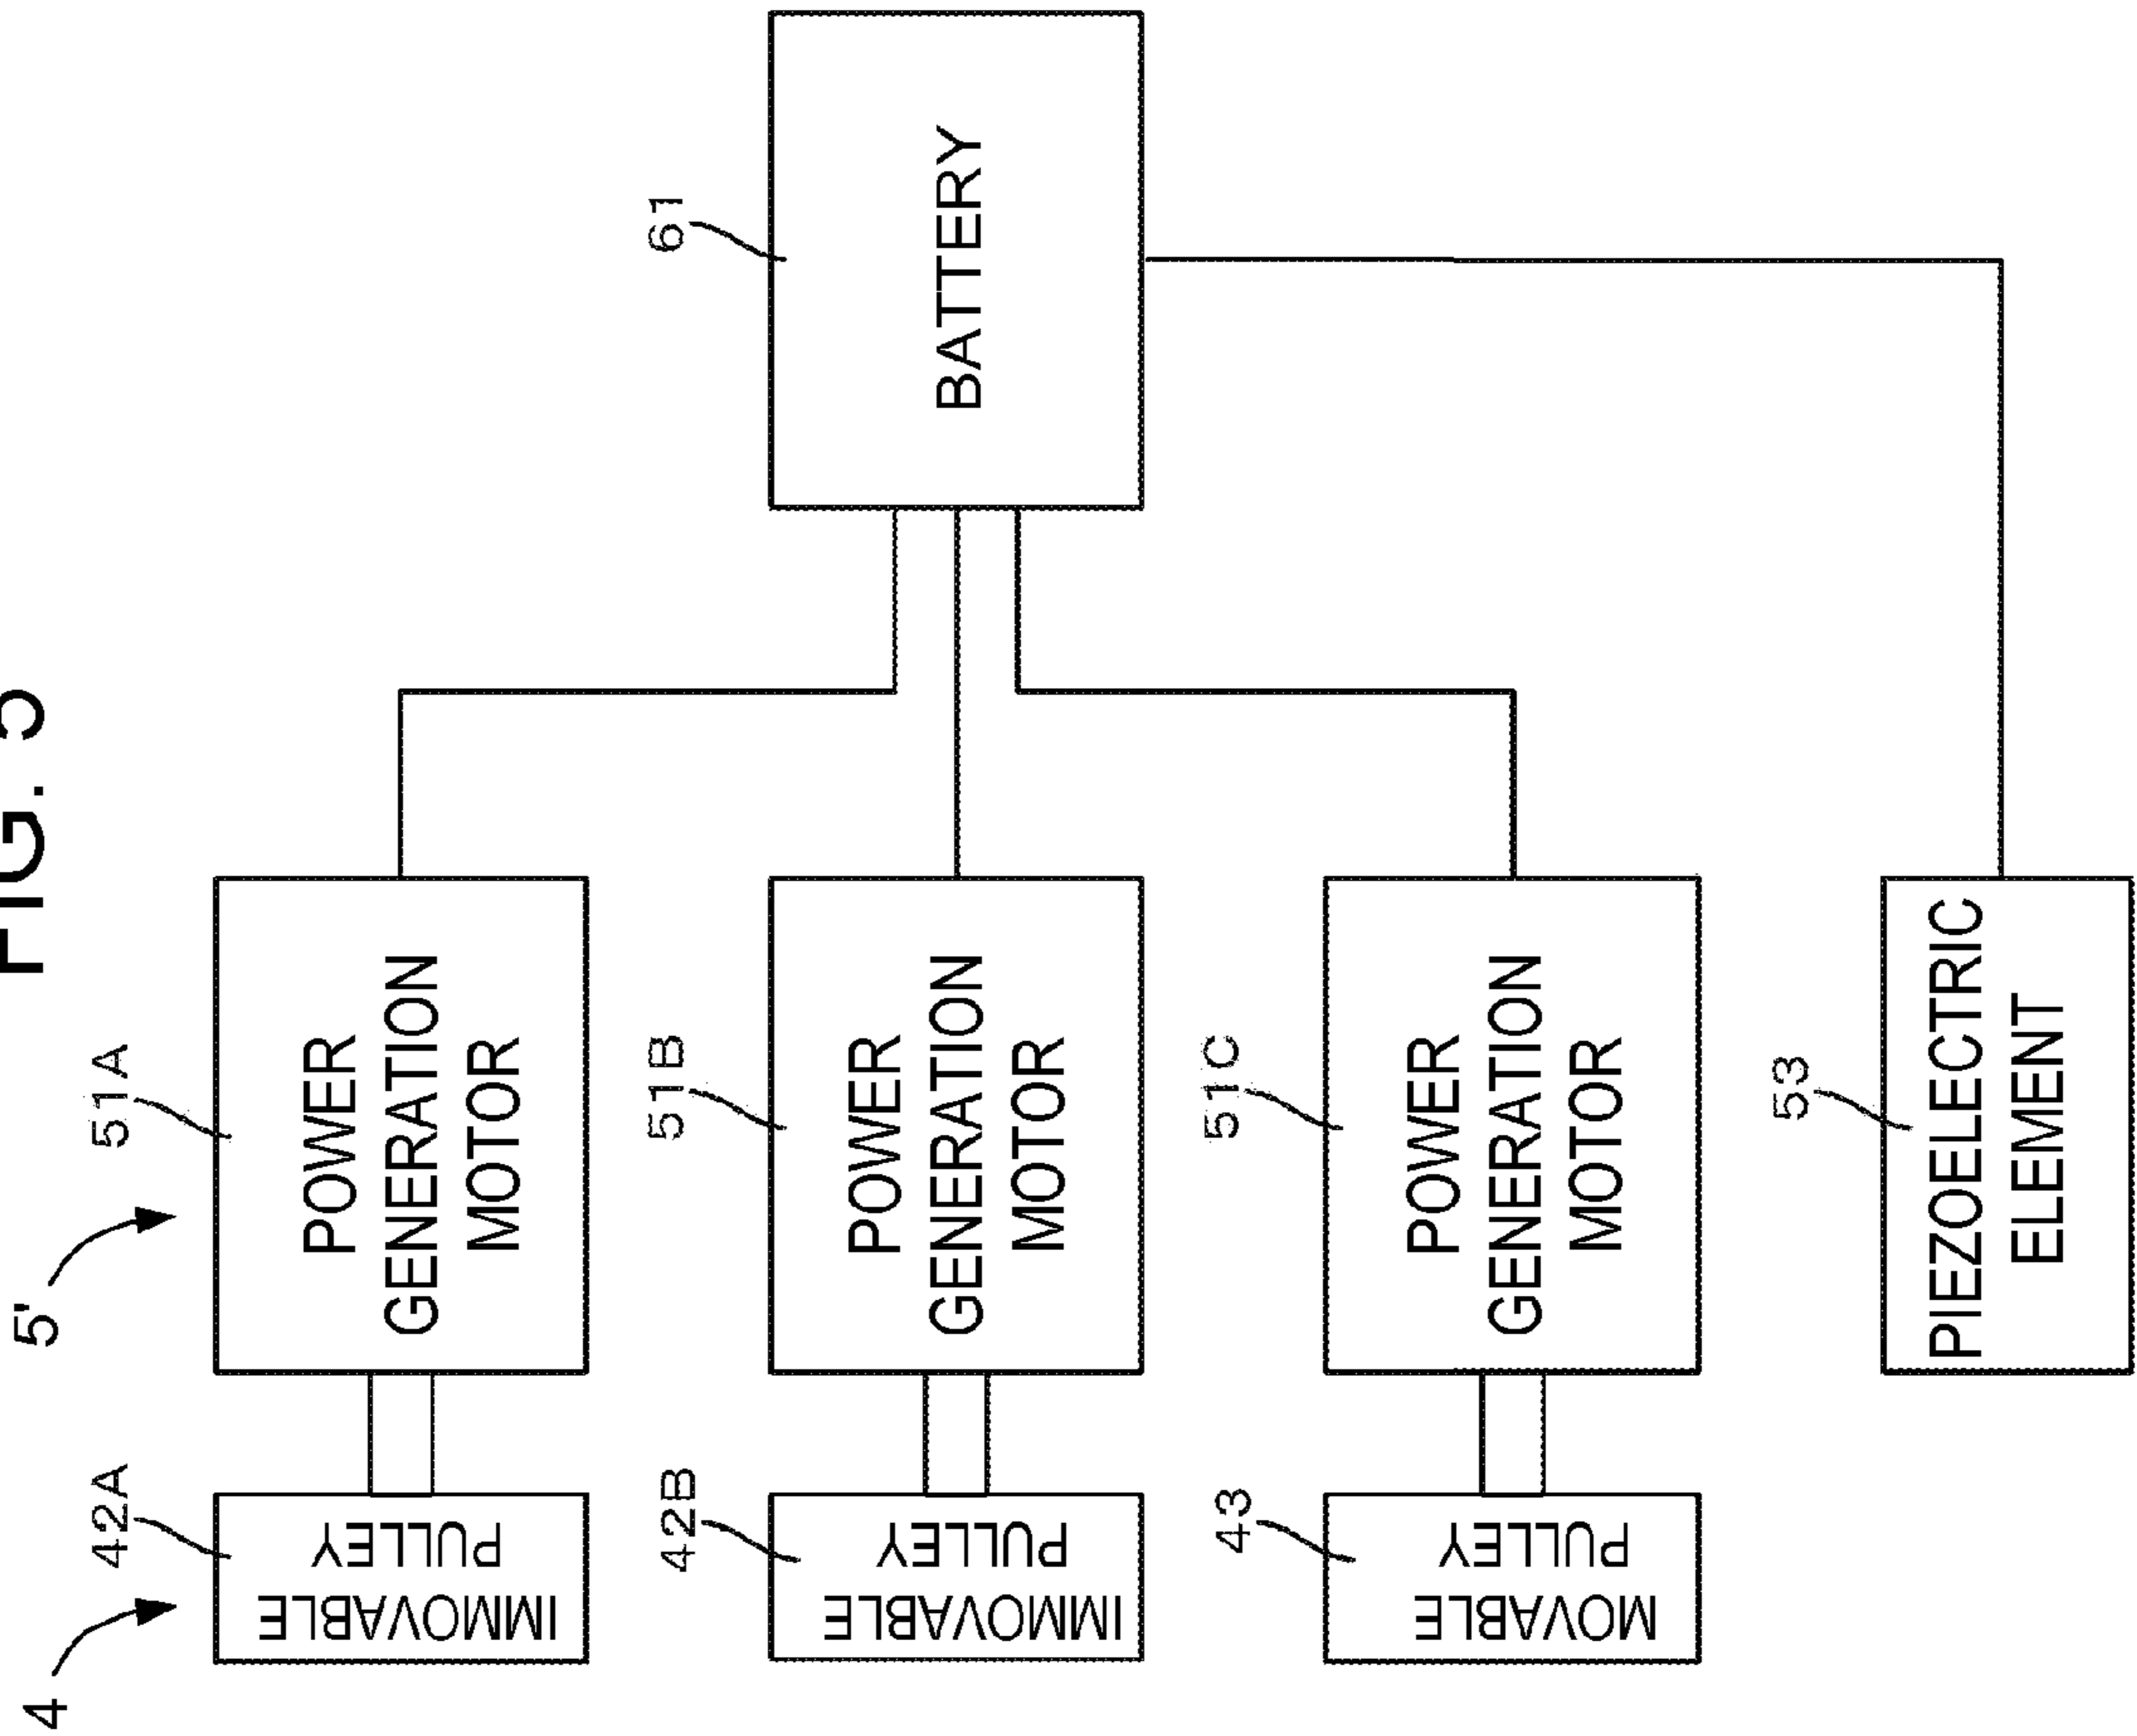 FIG. 5
4
5'
42A
IMMOVABLE
PULLEY
51A
POWER
GENERATION
MOTOR
42B
IMMOVABLE
PULLEY
51B
POWER
GENERATION
MOTOR
61
BATTERY
43
MOVABLE
PULLEY
51C
POWER
GENERATION
MOTOR
53
PIEZOELECTRIC
ELEMENT